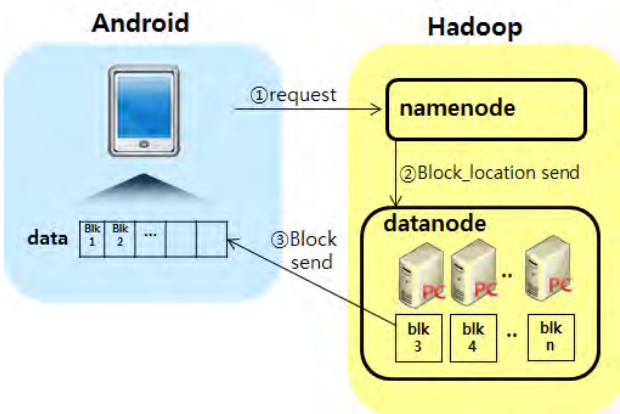 Android
Hadoop
①request
namenode
②Block_location send
data
Blk
1
Blk
2
...
③Block
send
datanode
PC
PC
..
PC
blk
3
blk
4
..
blk
n